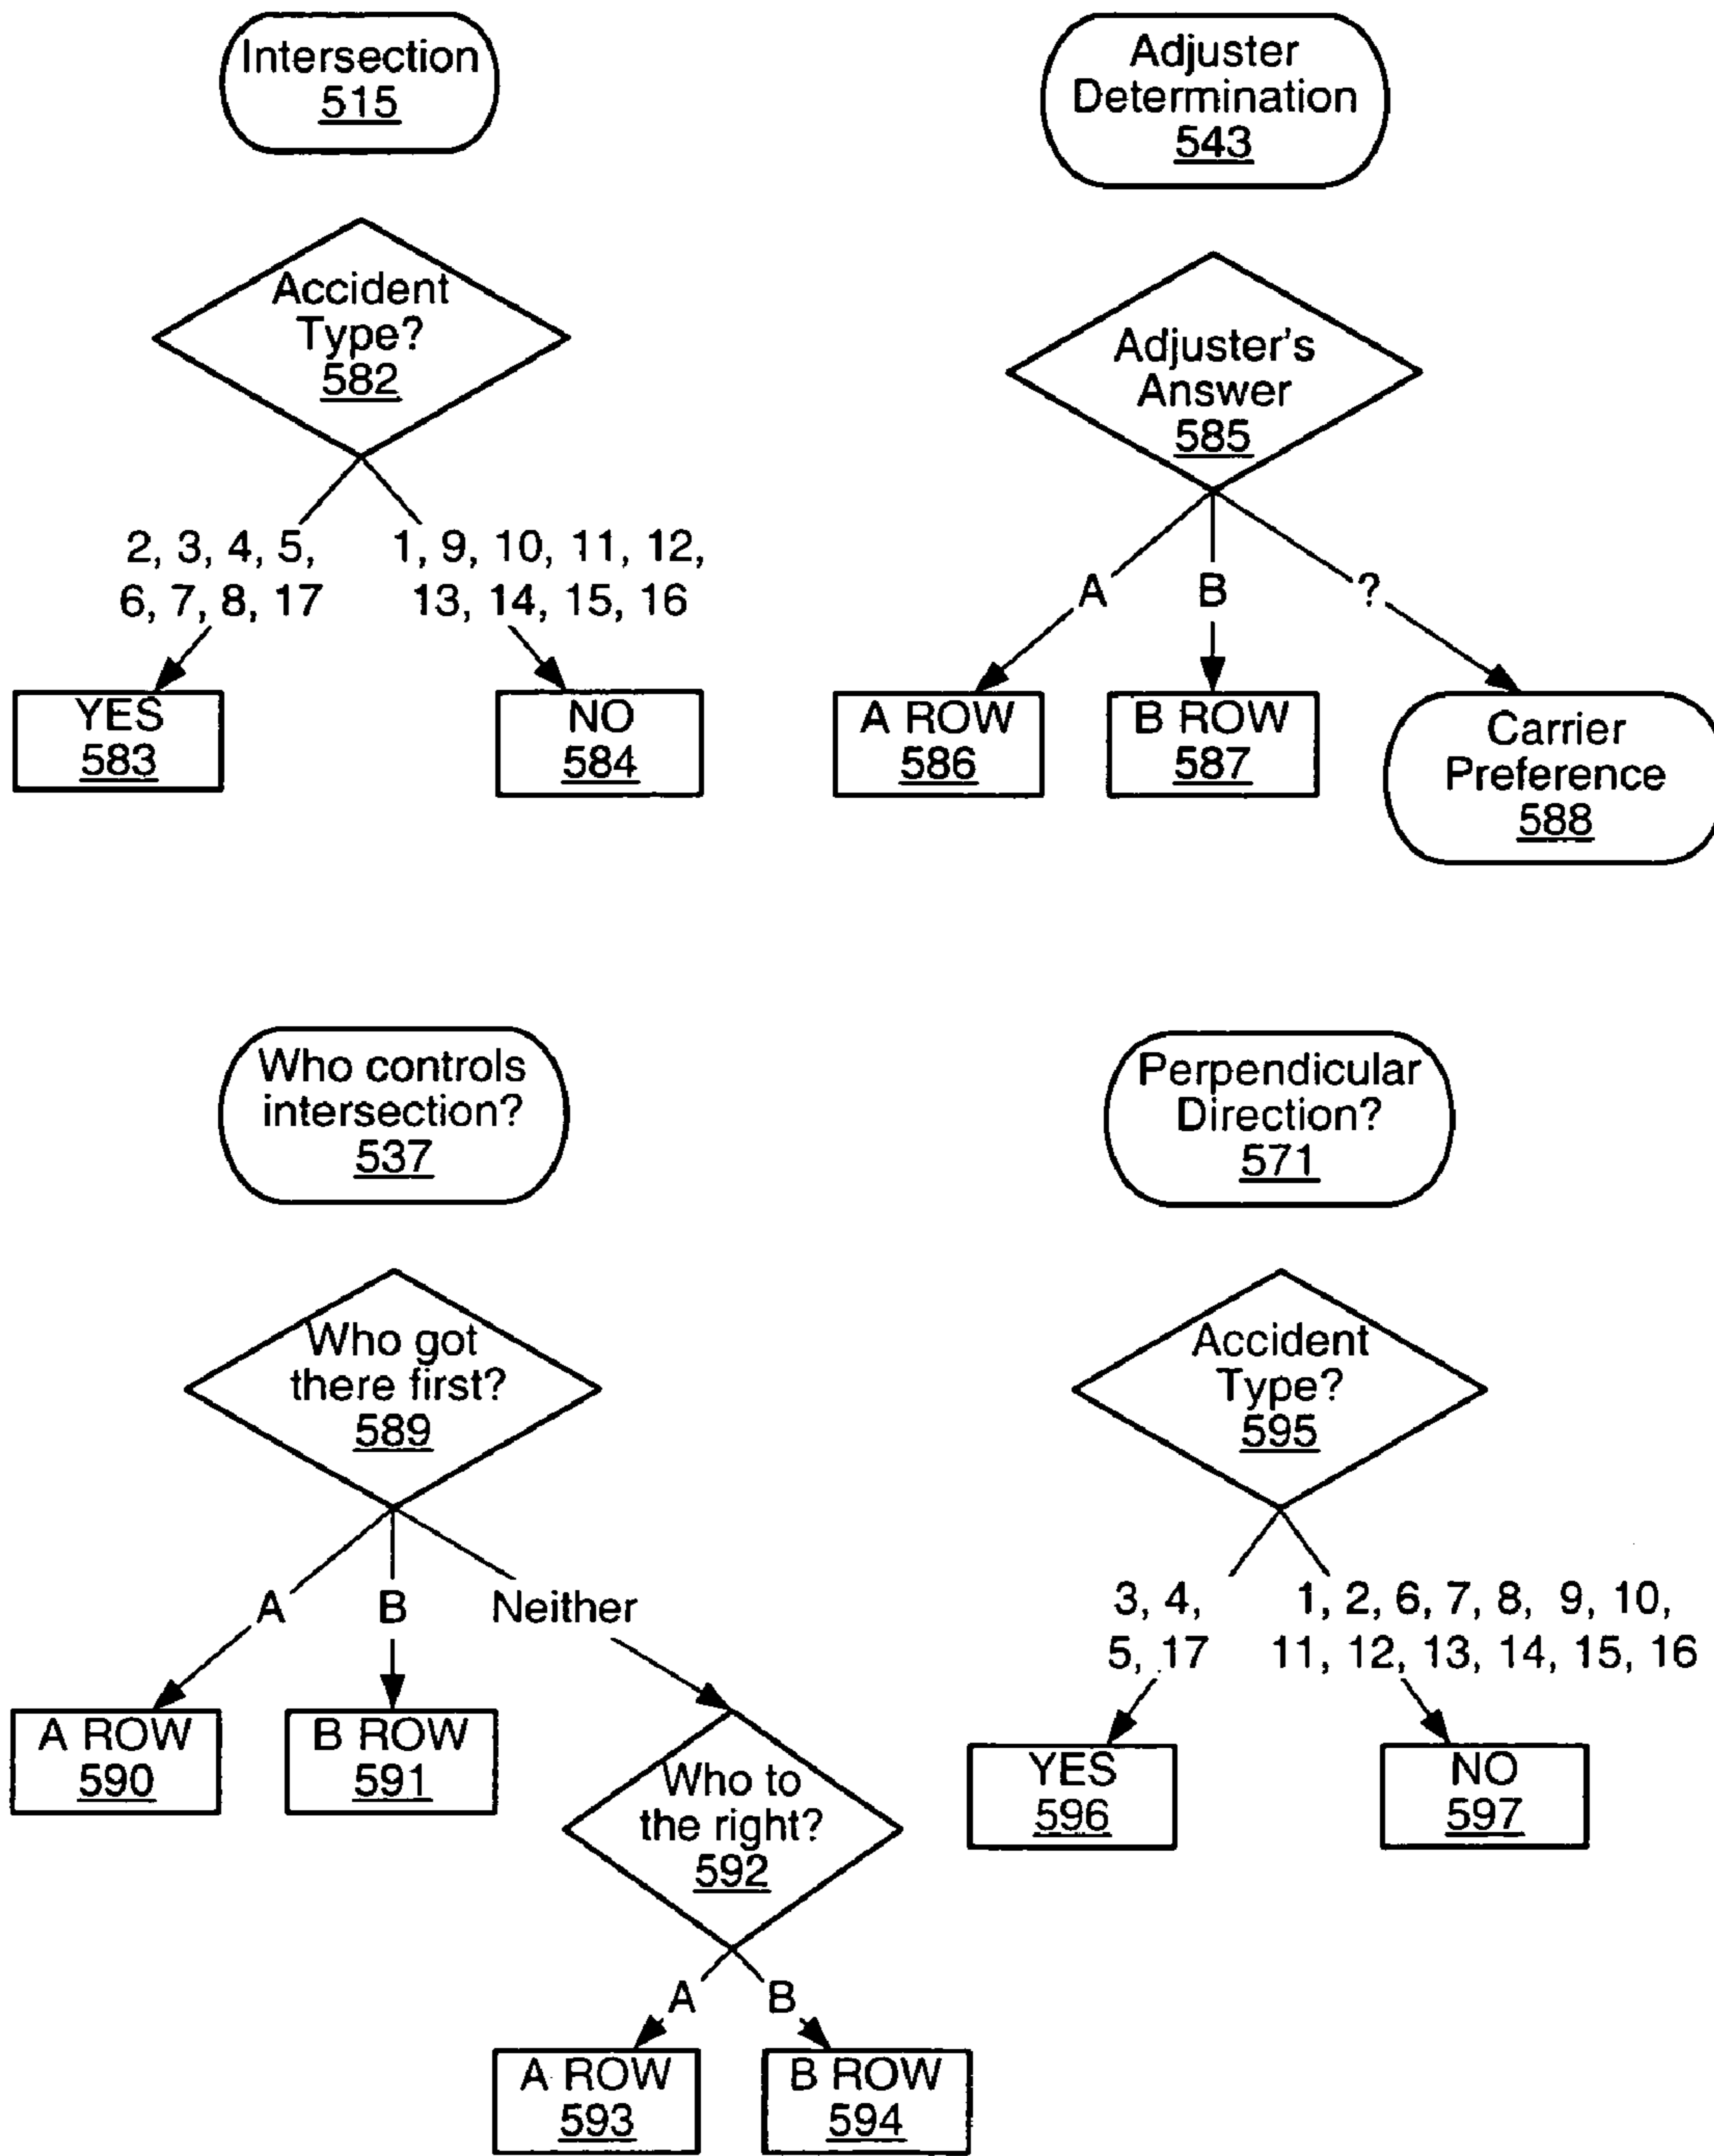 Intersection
515
Accident
Type?
582
2, 3, 4, 5,
6, 7, 8, 17
1, 9, 10, 11, 12,
13, 14, 15, 16
YES
583
NO
584
Adjuster
Determination
543
Adjuster's
Answer
585
A
B
?
A ROW
586
B ROW
587
Carrier
Preference
588
Who controls
intersection?
537
Who got
there first?
589
A
B
Neither
A ROW
590
B ROW
591
Who to
the right?
592
A
B
A ROW
593
B ROW
594
Perpendicular
Direction?
571
Accident
Type?
595
3, 4,
5, 17
1, 2, 6, 7, 8, 9, 10,
11, 12, 13, 14, 15, 16
YES
596
NO
597